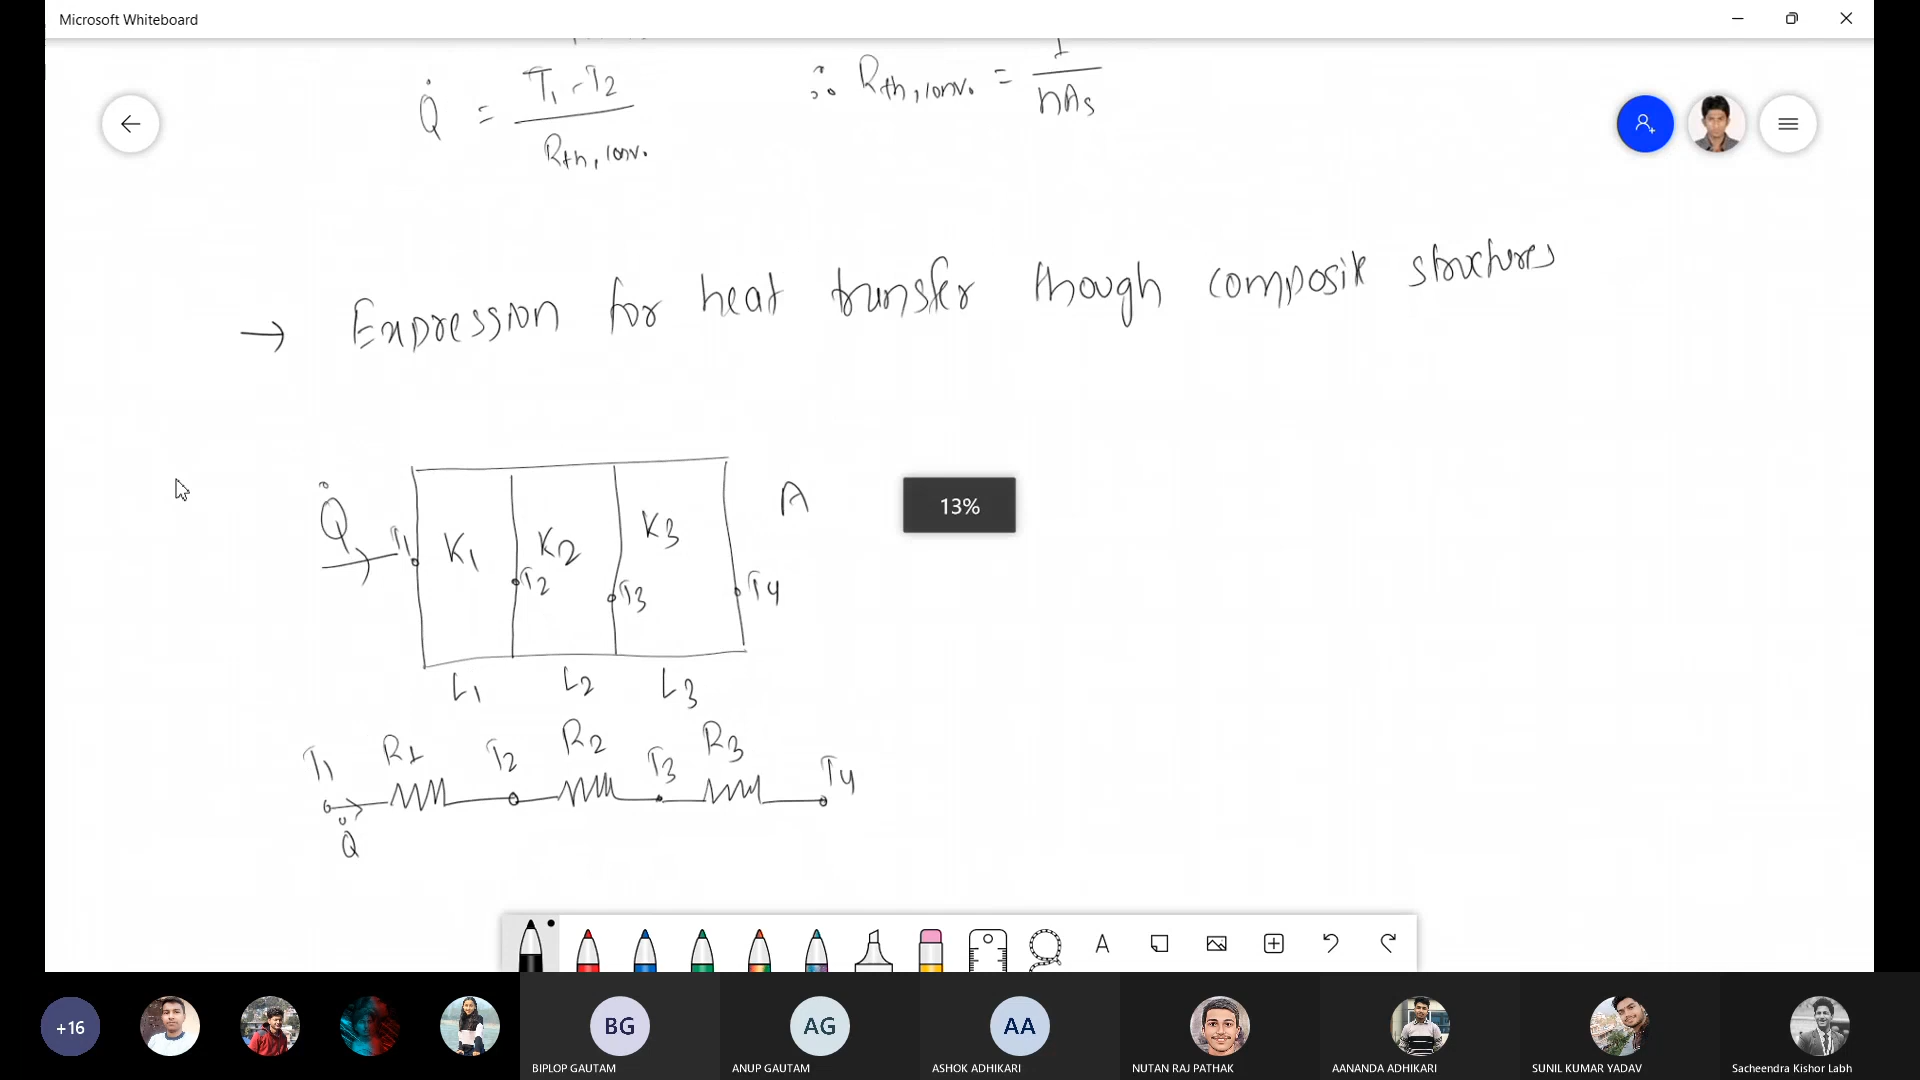 Microsoft Whiteboard
Q̇ = T1 - T2 / Rth, conv.
∴ Rth, conv. = 1 / hAs
→ Expression for heat transfer though composite structures
Q̇ T1 K1 T2 K2 T3 K3 T4 A
L1 L2 L3
T1 R1 T2 R2 T3 R3 T4
Q̇
13%
A
+16
BG AG AA
BIPLOP GAUTAM ANUP GAUTAM ASHOK ADHIKARI NUTAN RAJ PATHAK AANANDA ADHIKARI SUNIL KUMAR YADAV Sacheendra Kishor Labh